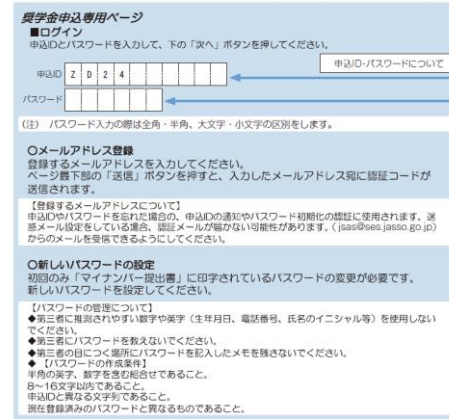 奨学金申込専用ページ
■ログイン
申込IDとパスワードを入力して、下の「次へ」ボタンを押してください。
申込ID・パスワードについて
申込ID Z D 2 4
パスワード
(注) パスワード入力の際は全角・半角、大文字・小文字の区別をします。
○メールアドレス登録
登録するメールアドレスを入力してください。
ページ最下部の「送信」ボタンを押すと、入力したメールアドレス宛に認証コードが
送信されます。
【登録するメールアドレスについて】
申込IDやパスワードを忘れた場合の、申込IDの通知やパスワード初期化の認証に使用されます。迷
惑メール設定をしている場合、認証メールが届かない可能性があります。(jsas@ses.jasso.go.jp)
からのメールを受信できるようにしてください。
○新しいパスワードの設定
初回のみ「マイナンバー提出書」に印字されているパスワードの変更が必要です。
新しいパスワードを設定してください。
【パスワードの管理について】
◆第三者に推測されやすい数字や英字(生年月日、電話番号、氏名のイニシャル等)を使用しない
でください。
◆第三者にパスワードを教えないでください。
◆第三者の目につく場所にパスワードを記入したメモを残さないでください。
◆【パスワードの作成条件】
半角の英字、数字を含む組合せであること。
8〜16文字以内であること。
申込IDと異なる文字列であること。
現在登録済みのパスワードと異なるものであること。